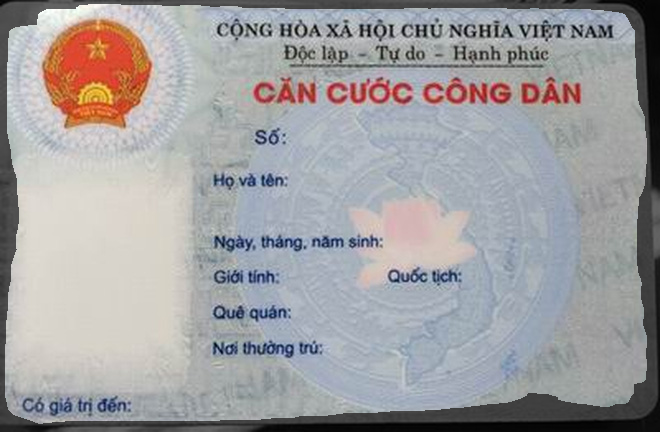 CỘNG HÒA XÃ HỘI CHỦ NGHĨA VIỆT NAM
Độc lập - Tự do - Hạnh phúc
CĂN CƯỚC CÔNG DÂN
Số:
Họ và tên:
Ngày, tháng, năm sinh:
Giới tính: Quốc tịch:
Quê quán:
Nơi thường trú:
Có giá trị đến: